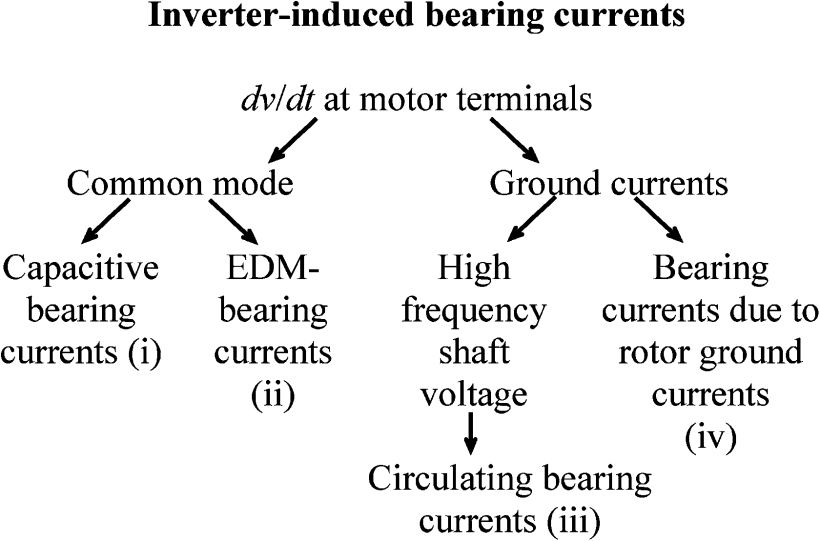 Inverter-induced bearing currents
dv/dt at motor terminals
Common mode
Ground currents
Capacitive
bearing
currents (i)
EDM-
bearing
currents
(ii)
High
frequency
shaft
voltage
Bearing
currents due to
rotor ground
currents
(iv)
Circulating bearing
currents (iii)